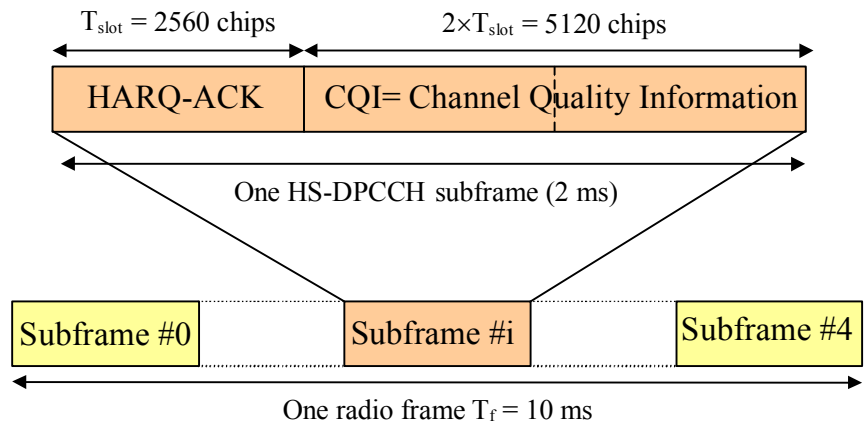 T_slot = 2560 chips
2×T_slot = 5120 chips
HARQ-ACK
CQI= Channel Quality Information
One HS-DPCCH subframe (2 ms)
Subframe #0
Subframe #i
Subframe #4
One radio frame T_f = 10 ms